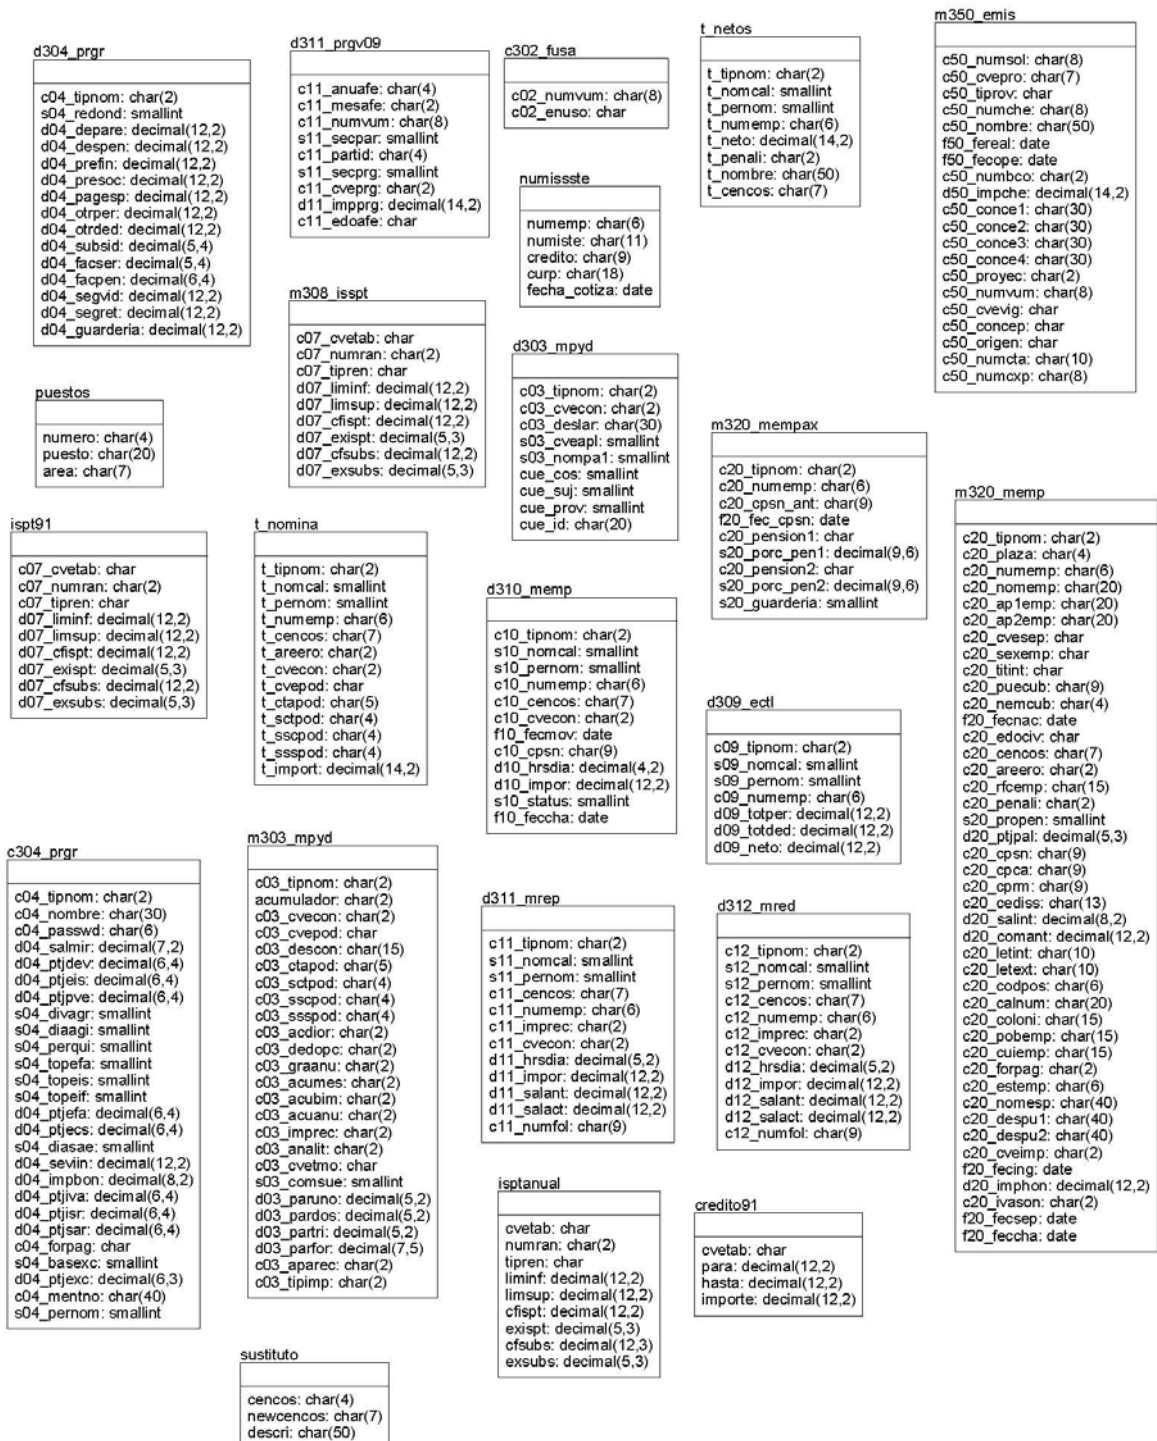 d304_prgr
c04_tipnom: char(2)
s04_redond: smallint
d04_depare: decimal(12,2)
d04_despen: decimal(12,2)
d04_prefin: decimal(12,2)
d04_presoc: decimal(12,2)
d04_pagesp: decimal(12,2)
d04_otrper: decimal(12,2)
d04_otrded: decimal(12,2)
d04_subsid: decimal(5,4)
d04_facser: decimal(5,4)
d04_facpen: decimal(6,4)
d04_segvid: decimal(12,2)
d04_segret: decimal(12,2)
d04_guarderia: decimal(12,2)
d311_prgv09
c11_anuafe: char(4)
c11_mesafe: char(2)
c11_numvum: char(8)
s11_secpar: smallint
c11_partid: char(4)
s11_secprg: smallint
c11_cveprg: char(2)
d11_impprg: decimal(14,2)
c11_edoafe: char
c302_fusa
c02_numvum: char(8)
c02_enuso: char
t_netos
t_tipnom: char(2)
t_nomcal: smallint
t_pernom: smallint
t_numemp: char(6)
t_neto: decimal(14,2)
t_penali: char(2)
t_nombre: char(50)
t_cencos: char(7)
m350_emis
c50_numsol: char(8)
c50_cvepro: char(7)
c50_tiprov: char
c50_numche: char(8)
c50_nombre: char(50)
f50_fereal: date
f50_fecope: date
c50_numbco: char(2)
d50_impche: decimal(14,2)
c50_conce1: char(30)
c50_conce2: char(30)
c50_conce3: char(30)
c50_conce4: char(30)
c50_proyec: char(2)
c50_numvum: char(8)
c50_cvevig: char
c50_concep: char
c50_origen: char
c50_numcta: char(10)
c50_numcxp: char(8)
numissste
numemp: char(6)
numiste: char(11)
credito: char(9)
curp: char(18)
fecha_cotiza: date
m308_isspt
c07_cvetab: char
c07_numran: char(2)
c07_tipren: char
d07_liminf: decimal(12,2)
d07_limsup: decimal(12,2)
d07_cfispt: decimal(12,2)
d07_exispt: decimal(5,3)
d07_cfsubs: decimal(12,2)
d07_exsubs: decimal(5,3)
d303_mpyd
c03_tipnom: char(2)
c03_cvecon: char(2)
c03_deslar: char(30)
s03_cveapl: smallint
s03_nompa1: smallint
cue_cos: smallint
cue_suj: smallint
cue_prov: smallint
cue_id: char(20)
puestos
numero: char(4)
puesto: char(20)
area: char(7)
m320_mempax
c20_tipnom: char(2)
c20_numemp: char(6)
c20_cpsn_ant: char(9)
f20_fec_cpsn: date
c20_pension1: char
s20_porc_pen1: decimal(9,6)
c20_pension2: char
s20_porc_pen2: decimal(9,6)
s20_guarderia: smallint
m320_memp
c20_tipnom: char(2)
c20_plaza: char(4)
c20_numemp: char(6)
c20_nomemp: char(20)
c20_ap1emp: char(20)
c20_ap2emp: char(20)
c20_cvesep: char
c20_sexemp: char
c20_titint: char
c20_puecub: char(9)
c20_nemcub: char(4)
f20_fecnac: date
c20_edociv: char
c20_cencos: char(7)
c20_areero: char(2)
c20_rfcemp: char(15)
c20_penali: char(2)
s20_propen: smallint
d20_ptjpal: decimal(5,3)
c20_cpsn: char(9)
c20_cpca: char(9)
c20_cprm: char(9)
c20_cediss: char(13)
d20_salint: decimal(8,2)
d20_comant: decimal(12,2)
c20_letint: char(10)
c20_letext: char(10)
c20_codpos: char(6)
c20_calnum: char(20)
c20_coloni: char(15)
c20_pobemp: char(15)
c20_cuiemp: char(15)
c20_forpag: char(2)
c20_estemp: char(6)
c20_nomesp: char(40)
c20_despu1: char(40)
c20_despu2: char(40)
c20_cveimp: char(2)
f20_fecing: date
d20_imphon: decimal(12,2)
c20_ivason: char(2)
f20_fecsep: date
f20_feccha: date
ispt91
c07_cvetab: char
c07_numran: char(2)
c07_tipren: char
d07_liminf: decimal(12,2)
d07_limsup: decimal(12,2)
d07_cfispt: decimal(12,2)
d07_exispt: decimal(5,3)
d07_cfsubs: decimal(12,2)
d07_exsubs: decimal(5,3)
t_nomina
t_tipnom: char(2)
t_nomcal: smallint
t_pernom: smallint
t_numemp: char(6)
t_cencos: char(7)
t_areero: char(2)
t_cvecon: char(2)
t_cvepod: char
t_ctapod: char(5)
t_sctpod: char(4)
t_sscpod: char(4)
t_ssspod: char(4)
t_import: decimal(14,2)
d310_memp
c10_tipnom: char(2)
s10_nomcal: smallint
s10_pernom: smallint
c10_numemp: char(6)
c10_cencos: char(7)
c10_cvecon: char(2)
f10_fecmov: date
c10_cpsn: char(9)
d10_hrsdia: decimal(4,2)
d10_impor: decimal(12,2)
s10_status: smallint
f10_feccha: date
d309_ectl
c09_tipnom: char(2)
s09_nomcal: smallint
s09_pernom: smallint
c09_numemp: char(6)
d09_totper: decimal(12,2)
d09_totded: decimal(12,2)
d09_neto: decimal(12,2)
c304_prgr
c04_tipnom: char(2)
c04_nombre: char(30)
c04_passwd: char(6)
d04_salmir: decimal(7,2)
d04_ptjdev: decimal(6,4)
d04_ptjeis: decimal(6,4)
d04_ptjpve: decimal(6,4)
s04_divagr: smallint
s04_diaagi: smallint
s04_perqui: smallint
s04_topefa: smallint
s04_topeis: smallint
s04_topeif: smallint
d04_ptjefa: decimal(6,4)
d04_ptjecs: decimal(6,4)
s04_diasae: smallint
d04_seviin: decimal(12,2)
d04_impbon: decimal(8,2)
d04_ptjiva: decimal(6,4)
d04_ptjisr: decimal(6,4)
d04_ptjsar: decimal(6,4)
c04_forpag: char
s04_basexc: smallint
d04_ptjexc: decimal(6,3)
c04_mentno: char(40)
s04_pernom: smallint
m303_mpyd
c03_tipnom: char(2)
acumulador: char(2)
c03_cvecon: char(2)
c03_cvepod: char
c03_descon: char(15)
c03_ctapod: char(5)
c03_sctpod: char(4)
c03_sscpod: char(4)
c03_ssspod: char(4)
c03_acdior: char(2)
c03_dedopc: char(2)
c03_graanu: char(2)
c03_acumes: char(2)
c03_acubim: char(2)
c03_acuanu: char(2)
c03_imprec: char(2)
c03_analit: char(2)
c03_cvetmo: char
s03_comsue: smallint
d03_paruno: decimal(5,2)
d03_pardos: decimal(5,2)
d03_partri: decimal(5,2)
d03_parfor: decimal(7,5)
c03_aparec: char(2)
c03_tipimp: char(2)
d311_mrep
c11_tipnom: char(2)
s11_nomcal: smallint
s11_pernom: smallint
c11_cencos: char(7)
c11_numemp: char(6)
c11_imprec: char(2)
c11_cvecon: char(2)
d11_hrsdia: decimal(5,2)
d11_impor: decimal(12,2)
d11_salant: decimal(12,2)
d11_salact: decimal(12,2)
c11_numfol: char(9)
d312_mred
c12_tipnom: char(2)
s12_nomcal: smallint
s12_pernom: smallint
c12_cencos: char(7)
c12_numemp: char(6)
c12_imprec: char(2)
c12_cvecon: char(2)
d12_hrsdia: decimal(5,2)
d12_impor: decimal(12,2)
d12_salant: decimal(12,2)
d12_salact: decimal(12,2)
c12_numfol: char(9)
isptanual
cvetab: char
numran: char(2)
tipren: char
liminf: decimal(12,2)
limsup: decimal(12,2)
cfispt: decimal(12,2)
exispt: decimal(5,3)
cfsubs: decimal(12,3)
exsubs: decimal(5,3)
credito91
cvetab: char
para: decimal(12,2)
hasta: decimal(12,2)
importe: decimal(12,2)
sustituto
cencos: char(4)
newcencos: char(7)
descri: char(50)